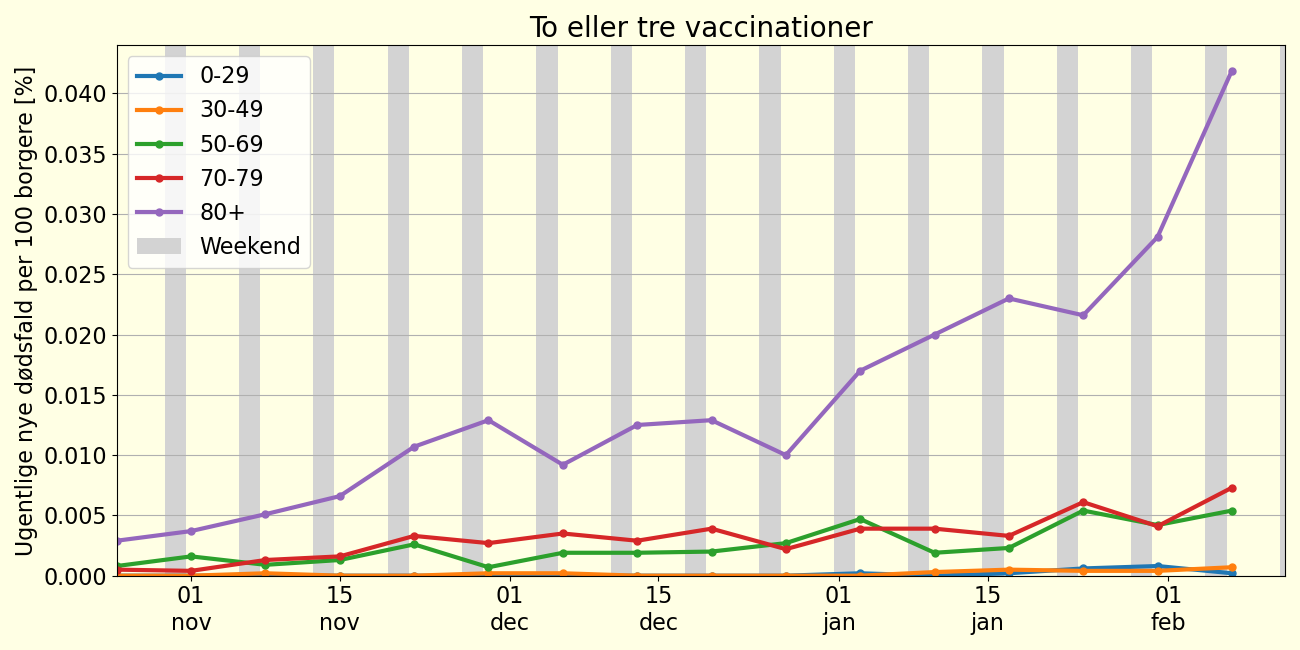 To eller tre vaccinationer
Ugentlige nye dødsfald per 100 borgere [%]
0.040
0.035
0.030
0.025
0.020
0.015
0.010
0.005
0.000
0-29
30-49
50-69
70-79
80+
Weekend
01 15 01 15 01 15 01
nov nov dec dec jan jan feb